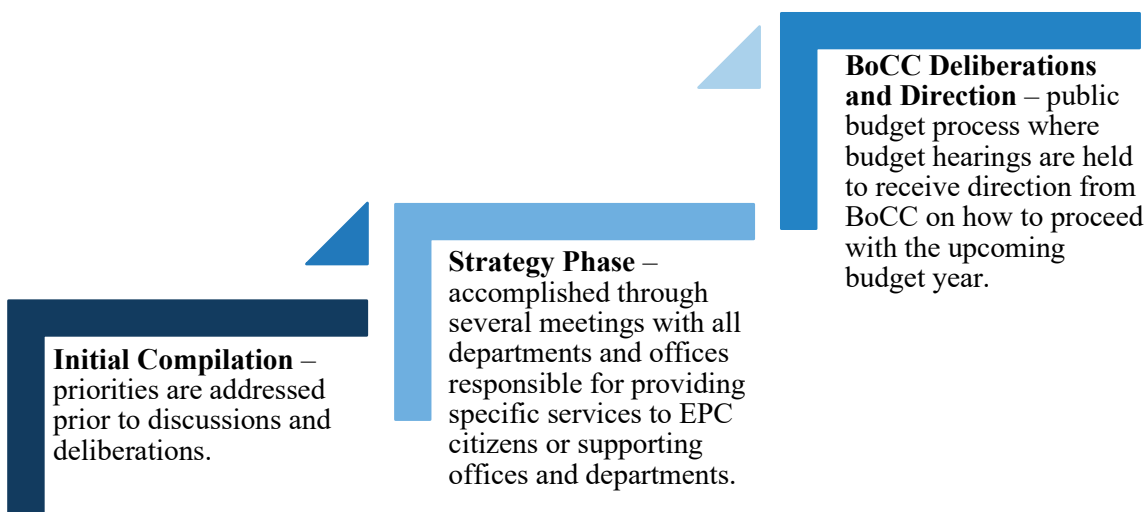 Initial Compilation –
priorities are addressed
prior to discussions and
deliberations.
Strategy Phase –
accomplished through
several meetings with all
departments and offices
responsible for providing
specific services to EPC
citizens or supporting
offices and departments.
BoCC Deliberations
and Direction – public
budget process where
budget hearings are held
to receive direction from
BoCC on how to proceed
with the upcoming
budget year.